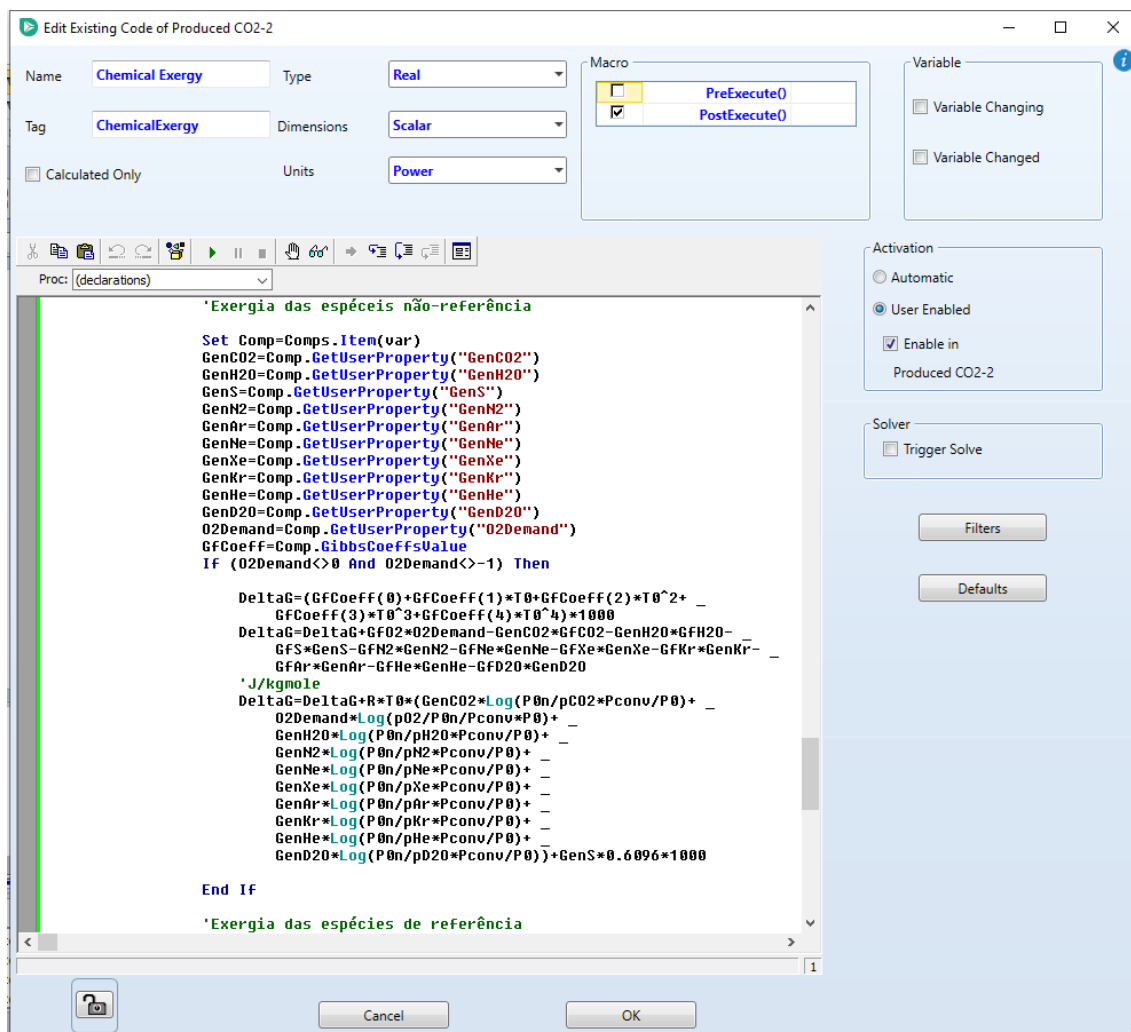 Edit Existing Code of Produced CO2-2
Name Chemical Exergy Type Real
Tag ChemicalExergy Dimensions Scalar
Calculated Only Units Power
Macro
PreExecute()
PostExecute()
Variable
Variable Changing
Variable Changed
Proc: (declarations)
'Exergia das espéceis não-referência
Set Comp=Comps.Item(var)
GenCO2=Comp.GetUserProperty("GenCO2")
GenH2O=Comp.GetUserProperty("GenH2O")
GenS=Comp.GetUserProperty("GenS")
GenN2=Comp.GetUserProperty("GenN2")
GenAr=Comp.GetUserProperty("GenAr")
GenNe=Comp.GetUserProperty("GenNe")
GenXe=Comp.GetUserProperty("GenXe")
GenKr=Comp.GetUserProperty("GenKr")
GenHe=Comp.GetUserProperty("GenHe")
GenD2O=Comp.GetUserProperty("GenD2O")
O2Demand=Comp.GetUserProperty("O2Demand")
GfCoeff=Comp.GibbsCoeffsValue
If (O2Demand<>0 And O2Demand<>-1) Then
DeltaG=(GfCoeff(0)+GfCoeff(1)*T0+GfCoeff(2)*T0^2+ _
GfCoeff(3)*T0^3+GfCoeff(4)*T0^4)*1000
DeltaG=DeltaG+GfO2*O2Demand-GenCO2*GfCO2-GenH2O*GfH2O- _
GfS*GenS-GfN2*GenN2-GfNe*GenNe-GfXe*GenXe-GfKr*GenKr- _
GfAr*GenAr-GfHe*GenHe-GfD2O*GenD2O
'J/kgmole
DeltaG=DeltaG+R*T0*(GenCO2*Log(P0n/pCO2*Pconv/P0)+ _
O2Demand*Log(pO2/P0n/Pconv*P0)+ _
GenH2O*Log(P0n/pH2O*Pconv/P0)+ _
GenN2*Log(P0n/pN2*Pconv/P0)+ _
GenNe*Log(P0n/pNe*Pconv/P0)+ _
GenXe*Log(P0n/pXe*Pconv/P0)+ _
GenAr*Log(P0n/pAr*Pconv/P0)+ _
GenKr*Log(P0n/pKr*Pconv/P0)+ _
GenHe*Log(P0n/pHe*Pconv/P0)+ _
GenD2O*Log(P0n/pD2O*Pconv/P0))+GenS*0.6096*1000
End If
'Exergia das espécies de referência
1
Activation
Automatic
User Enabled
Enable in
Produced CO2-2
Solver
Trigger Solve
Filters
Defaults
Cancel
OK